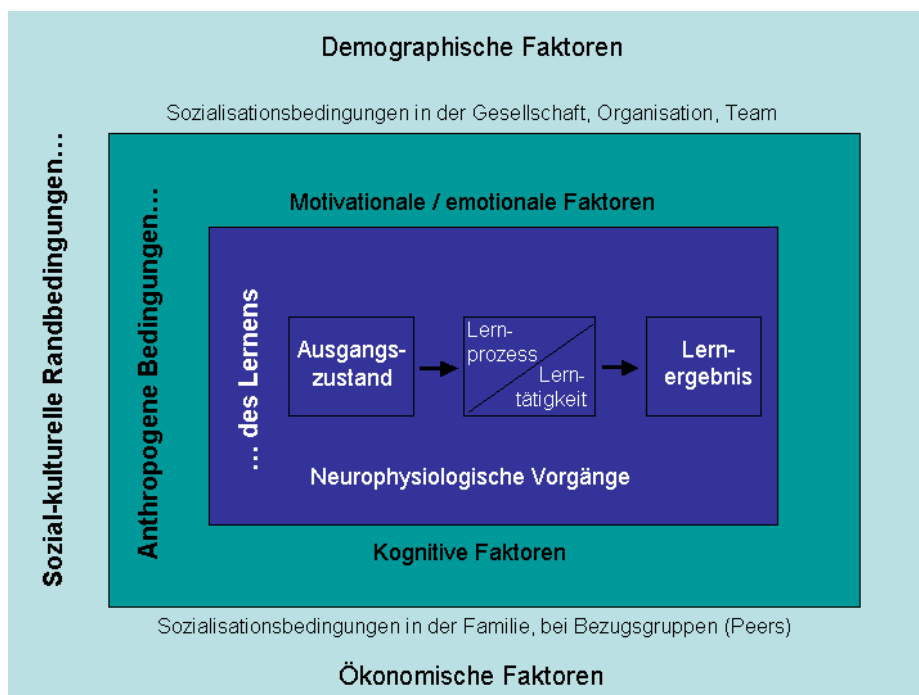 Demographische Faktoren
Sozialisationsbedingungen in der Gesellschaft, Organisation, Team
Sozial-kulturelle Randbedingungen...
Anthropogene Bedingungen...
Motivationale / emotionale Faktoren
... des Lernens
Ausgangs-
zustand
Lern-
prozess
Lern-
tätigkeit
Lern-
ergebnis
Neurophysiologische Vorgänge
Kognitive Faktoren
Sozialisationsbedingungen in der Familie, bei Bezugsgruppen (Peers)
Ökonomische Faktoren